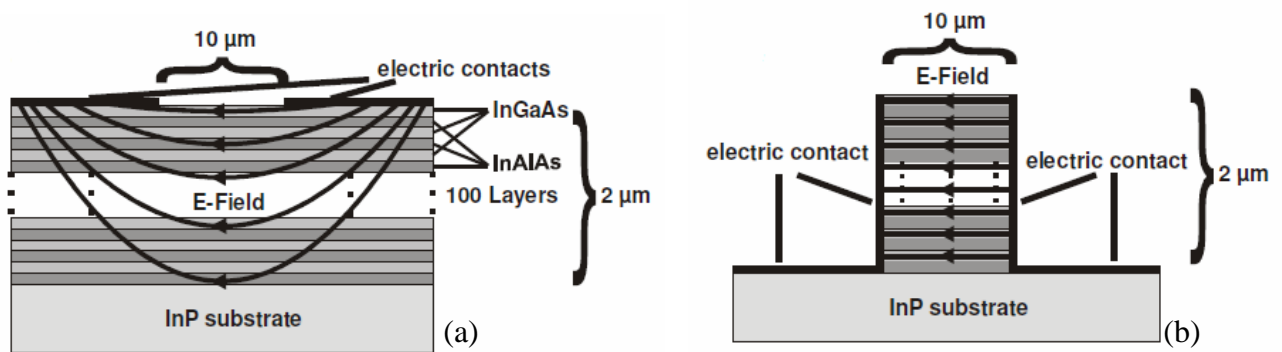 10 µm
electric contacts
InGaAs
InAlAs
100 Layers
2 µm
E-Field
InP substrate
(a)
10 µm
E-Field
electric contact
electric contact
2 µm
InP substrate
(b)